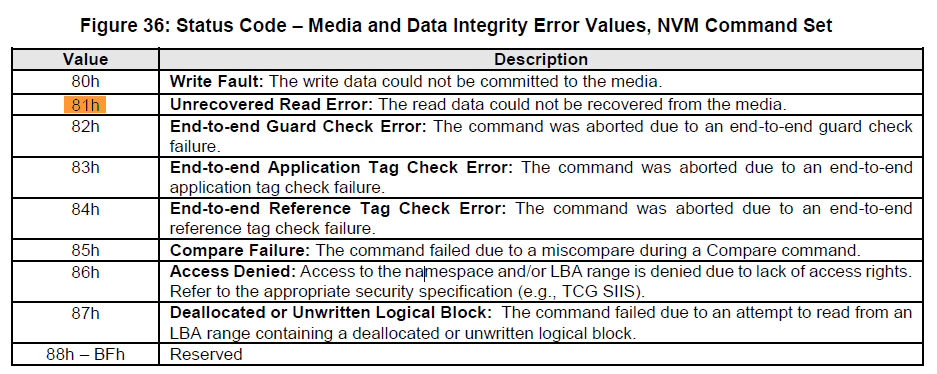 Figure 36: Status Code – Media and Data Integrity Error Values, NVM Command Set
Value Description
80h Write Fault: The write data could not be committed to the media.
81h Unrecovered Read Error: The read data could not be recovered from the media.
82h End-to-end Guard Check Error: The command was aborted due to an end-to-end guard check
failure.
83h End-to-end Application Tag Check Error: The command was aborted due to an end-to-end
application tag check failure.
84h End-to-end Reference Tag Check Error: The command was aborted due to an end-to-end
reference tag check failure.
85h Compare Failure: The command failed due to a miscompare during a Compare command.
86h Access Denied: Access to the namespace and/or LBA range is denied due to lack of access rights.
Refer to the appropriate security specification (e.g., TCG SIIS).
87h Deallocated or Unwritten Logical Block: The command failed due to an attempt to read from an
LBA range containing a deallocated or unwritten logical block.
88h – BFh Reserved